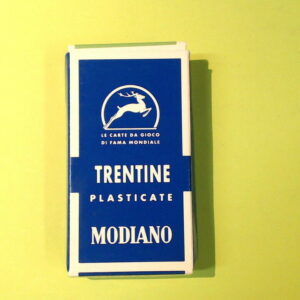 LE CARTE DA GIOCO
DI FAMA MONDIALE
TRENTINE
PLASTICATE
MODIANO